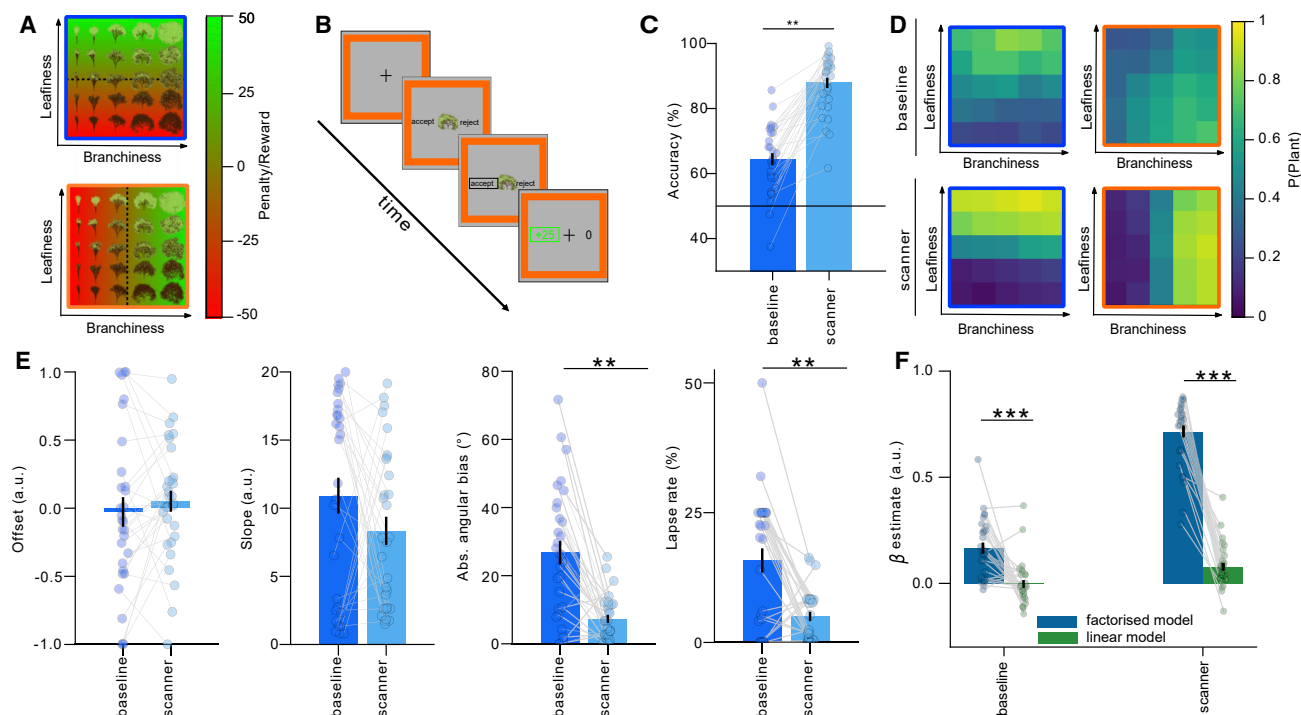 A
Leafiness
Branchiness
Leafiness
Branchiness
50
25
0
-25
-50
Penalty/Reward
B
accept
reject
accept
reject
+25
0
time
C
**
100
80
60
40
Accuracy (%)
baseline
scanner
D
baseline
Leafiness
Leafiness
Branchiness
Branchiness
scanner
Leafiness
Leafiness
Branchiness
Branchiness
1
0.8
0.6
0.4
0.2
0
P(Plant)
E
1.0
0.5
0.0
-0.5
-1.0
Offset (a.u.)
baseline
scanner
20
15
10
5
0
Slope (a.u.)
baseline
scanner
**
80
60
40
20
0
Abs. angular bias (°)
baseline
scanner
**
50
25
0
Lapse rate (%)
baseline
scanner
F
***
***
1.0
0.5
0.0
β estimate (a.u.)
factorised model
linear model
baseline
scanner